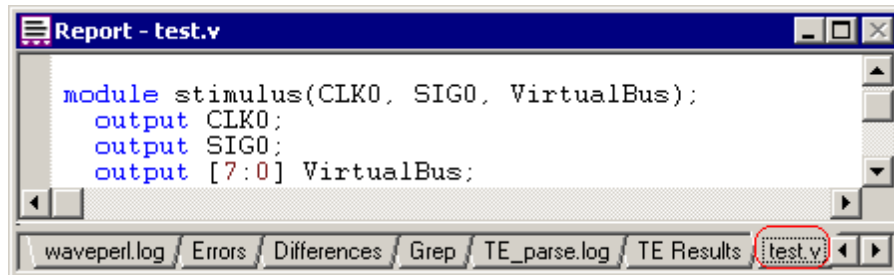 Report - test.v
module stimulus(CLK0, SIG0, VirtualBus);
output CLK0;
output SIG0;
output [7:0] VirtualBus;
waveperl.log Errors Differences Grep TE_parse.log TE Results test.v